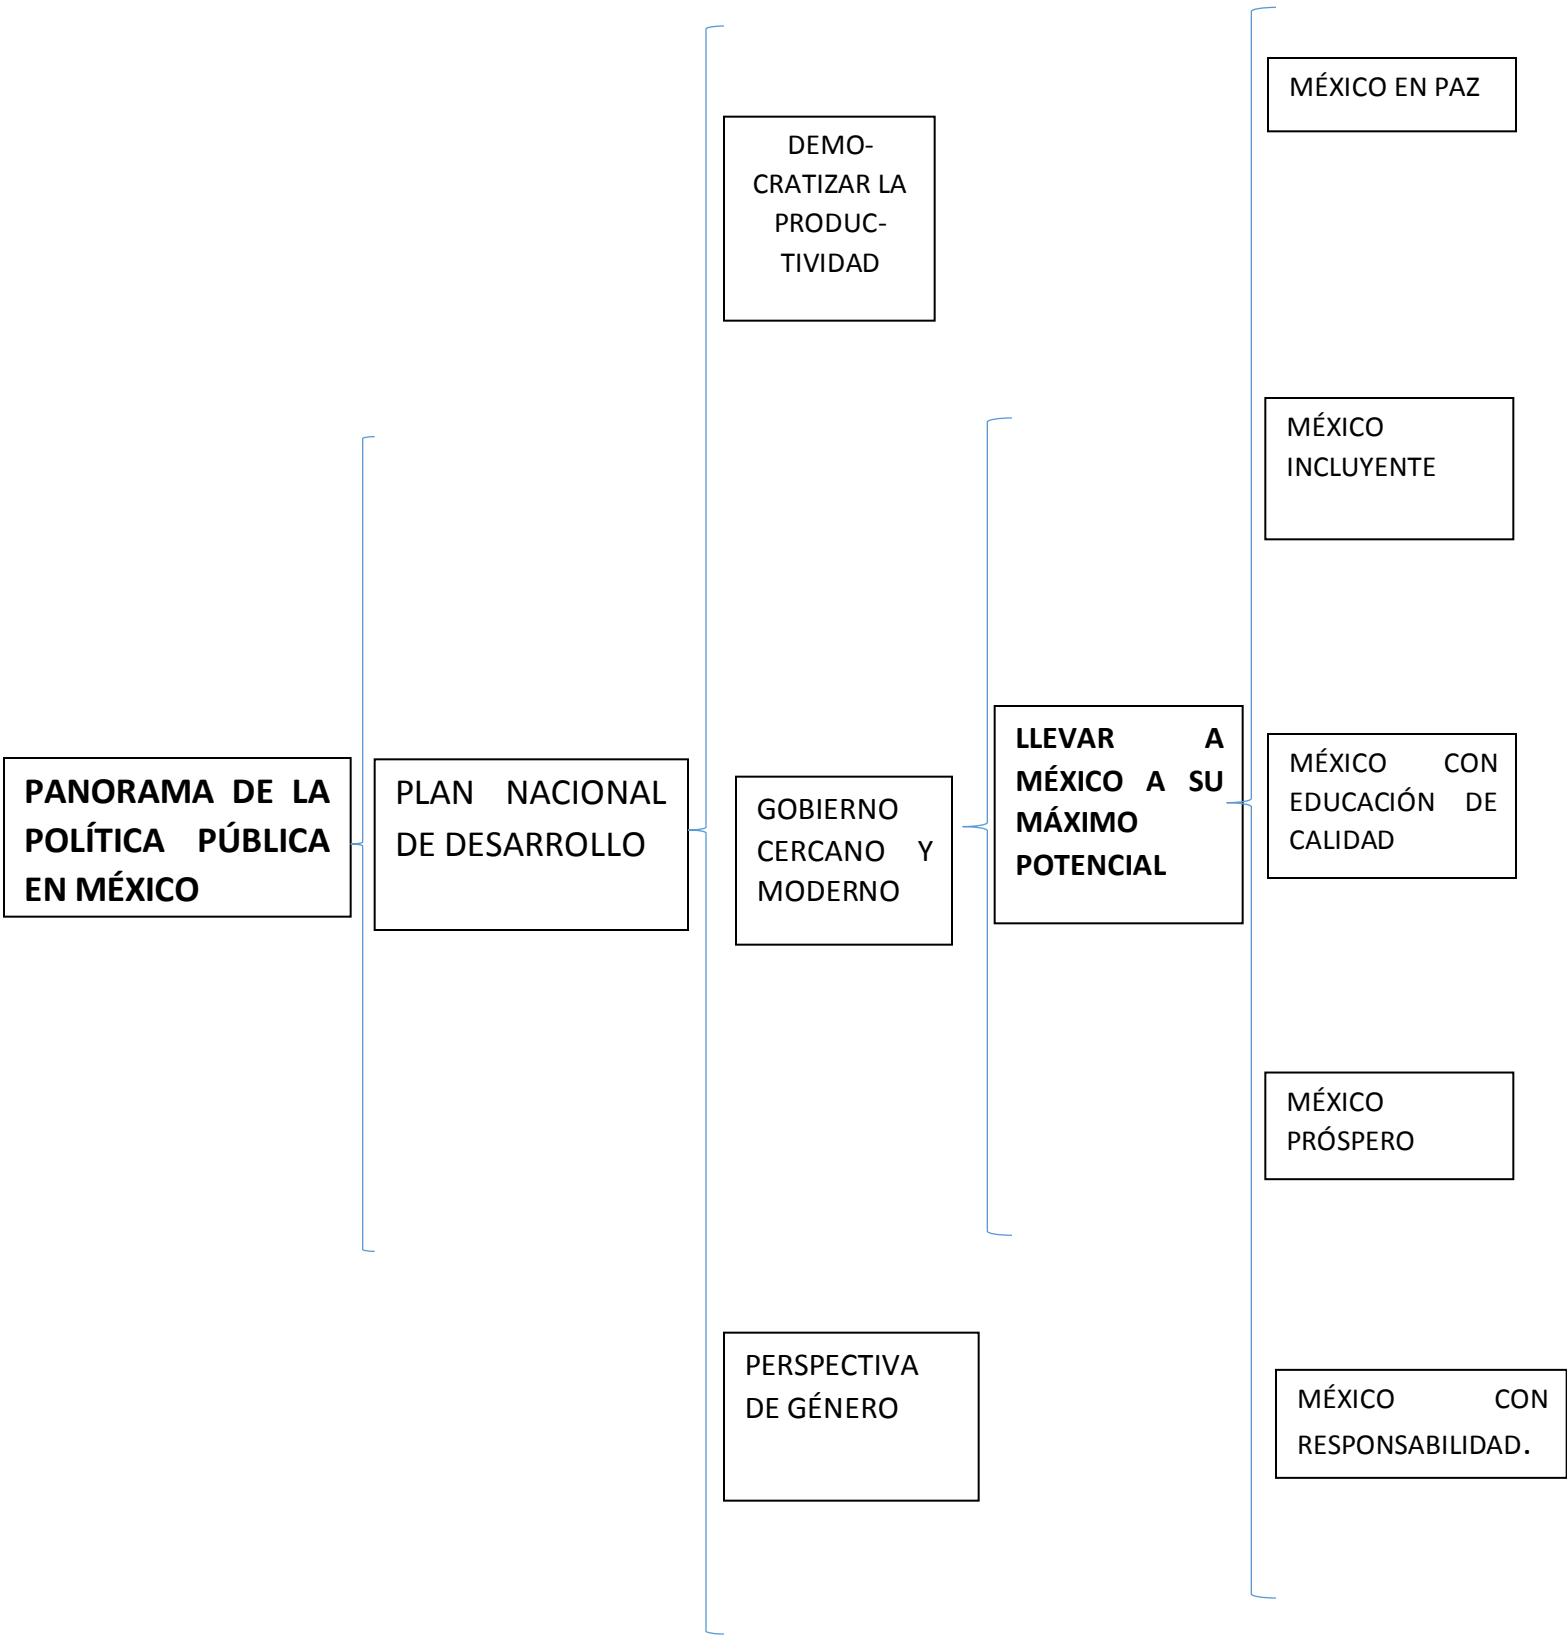 PANORAMA DE LA
POLÍTICA PÚBLICA
EN MÉXICO
PLAN NACIONAL
DE DESARROLLO
DEMO-
CRATIZAR LA
PRODUC-
TIVIDAD
GOBIERNO
CERCANO Y
MODERNO
PERSPECTIVA
DE GÉNERO
LLEVAR A
MÉXICO A SU
MÁXIMO
POTENCIAL
MÉXICO EN PAZ
MÉXICO
INCLUYENTE
MÉXICO CON
EDUCACIÓN DE
CALIDAD
MÉXICO
PRÓSPERO
MÉXICO CON
RESPONSABILIDAD.